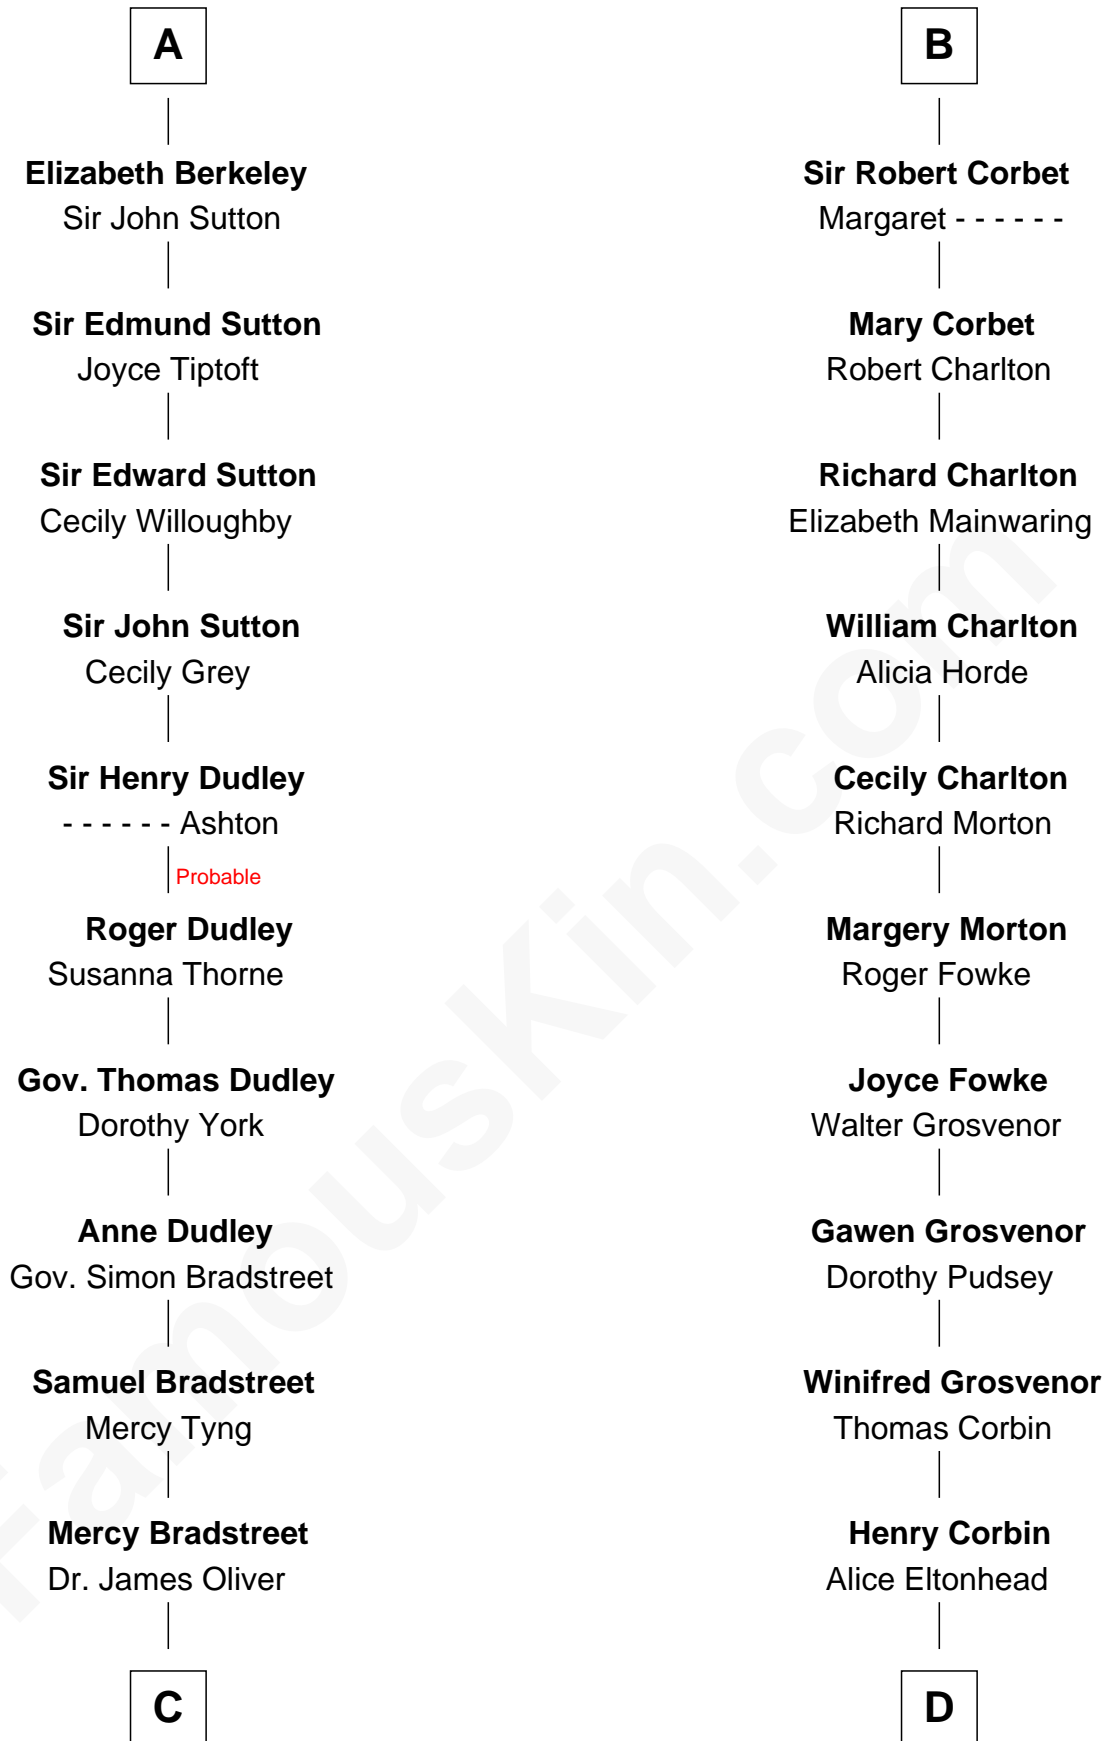 A
Elizabeth Berkeley
Sir John Sutton
Sir Edmund Sutton
Joyce Tiptoft
Sir Edward Sutton
Cecily Willoughby
Sir John Sutton
Cecily Grey
Sir Henry Dudley
- - - - - - Ashton
Probable
Roger Dudley
Susanna Thorne
Gov. Thomas Dudley
Dorothy York
Anne Dudley
Gov. Simon Bradstreet
Samuel Bradstreet
Mercy Tyng
Mercy Bradstreet
Dr. James Oliver
C
B
Sir Robert Corbet
Margaret - - - - - -
Mary Corbet
Robert Charlton
Richard Charlton
Elizabeth Mainwaring
William Charlton
Alicia Horde
Cecily Charlton
Richard Morton
Margery Morton
Roger Fowke
Joyce Fowke
Walter Grosvenor
Gawen Grosvenor
Dorothy Pudsey
Winifred Grosvenor
Thomas Corbin
Henry Corbin
Alice Eltonhead
D
FamousKin.com